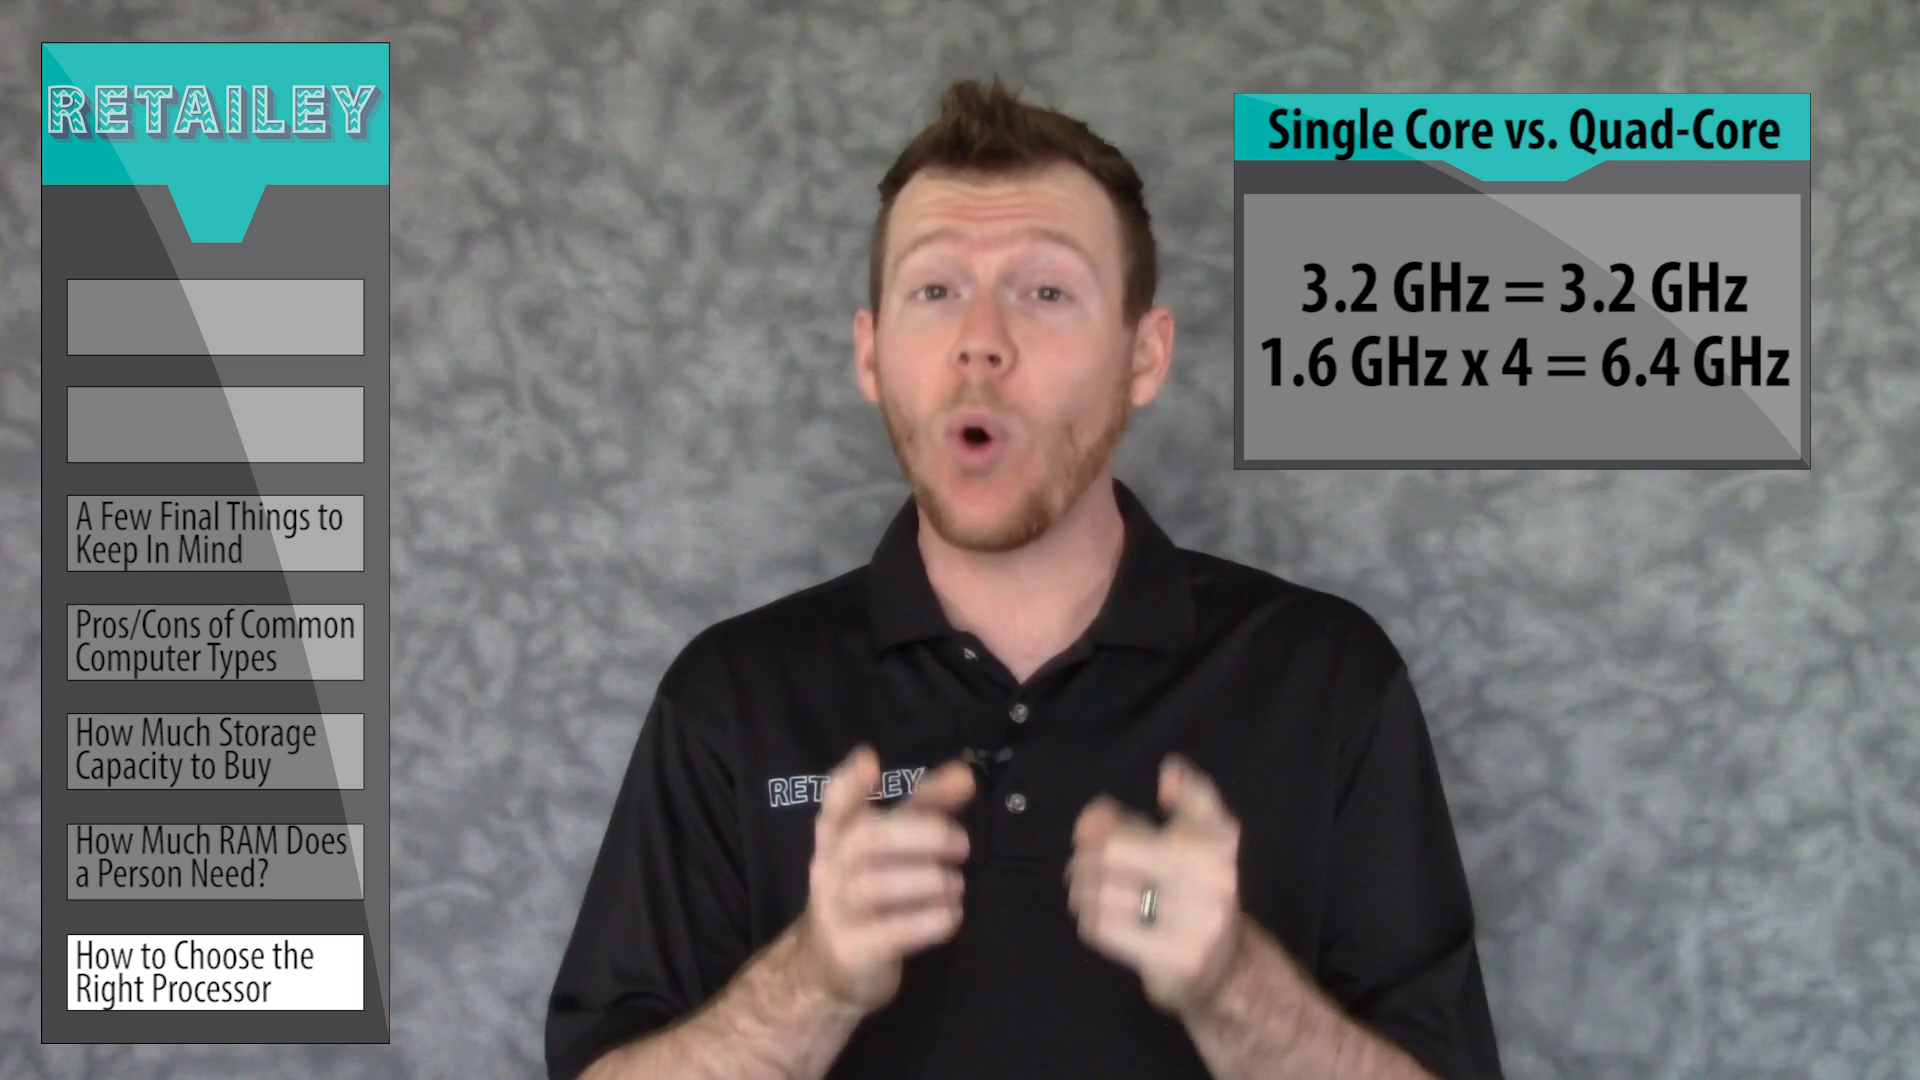 RETAILEY
A Few Final Things to
Keep In Mind
Pros/Cons of Common
Computer Types
How Much Storage
Capacity to Buy
How Much RAM Does
a Person Need?
How to Choose the
Right Processor
Single Core vs. Quad-Core
3.2 GHz = 3.2 GHz
1.6 GHz x 4 = 6.4 GHz